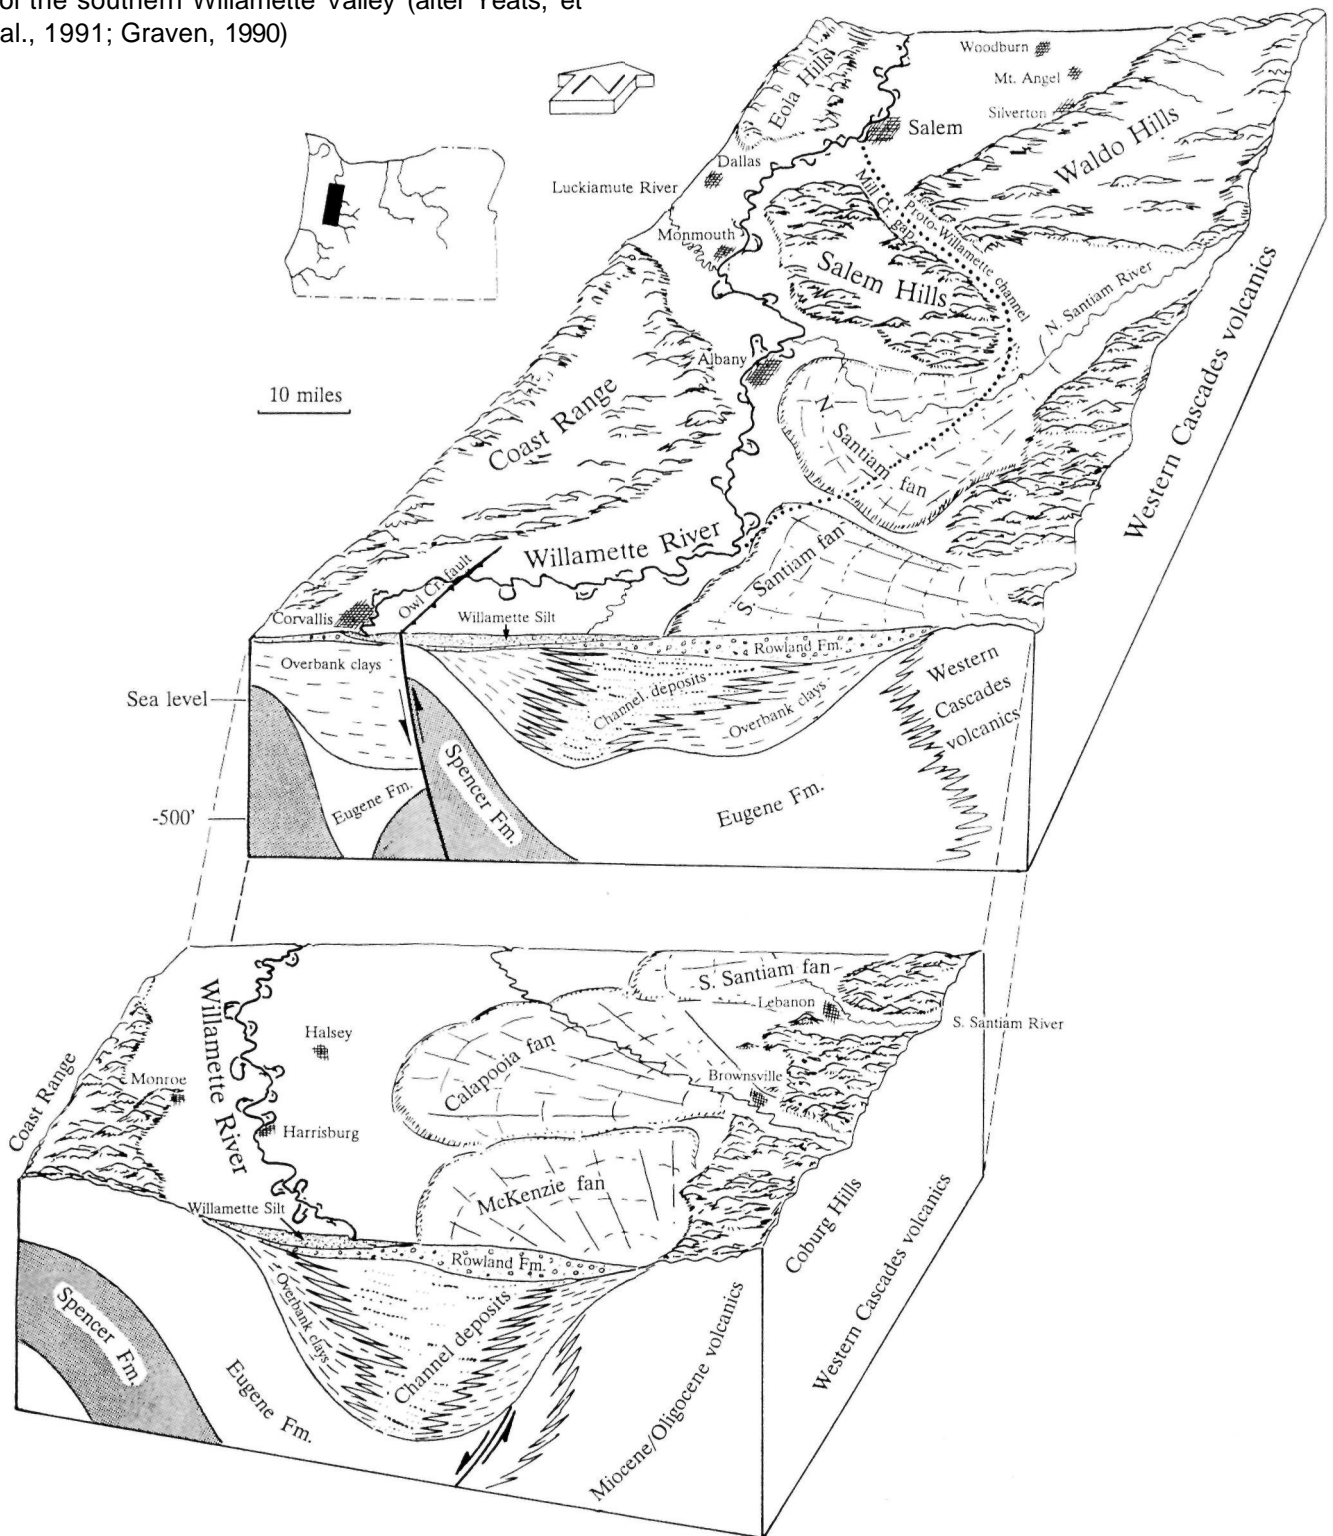 of the southern Willamette Valley (after Yeats, et
al., 1991; Graven, 1990)
N
Woodburn
Mt. Angel
Silverton
Eola Hills
Salem
Waldo Hills
Dallas
Luckiamute River
Mill Cr. gap
Proto-Willamette channel
Monmouth
Salem Hills
N. Santiam River
Albany
10 miles
Coast Range
N. Santiam fan
Western Cascades volcanics
Willamette River
S. Santiam fan
Owl Cr. fault
Corvallis
Willamette Silt
Overbank clays
Rowland Fm.
Western
Cascades
volcanics
Sea level
Channel deposits
Overbank clays
Spencer Fm.
Eugene Fm.
Eugene Fm.
-500'
S. Santiam fan
Lebanon
S. Santiam River
Willamette River
Halsey
Calapooia fan
Coast Range
Monroe
Brownsville
Harrisburg
McKenzie fan
Willamette Silt
Rowland Fm.
Coburg Hills
Western Cascades volcanics
Overbank clays
Channel deposits
Spencer Fm.
Eugene Fm.
Miocene/Oligocene volcanics